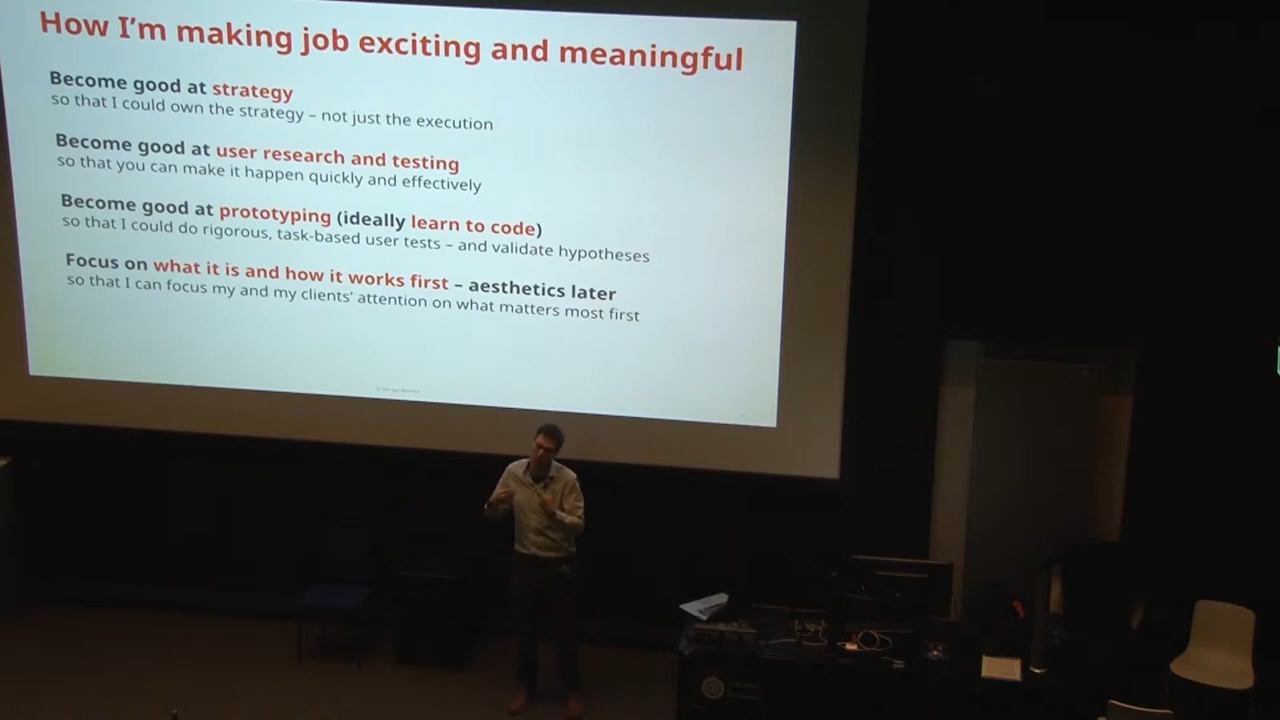 How I'm making job exciting and meaningful
Become good at strategy
so that I could own the strategy – not just the execution
Become good at user research and testing
so that you can make it happen quickly and effectively
Become good at prototyping (ideally learn to code)
so that I could do rigorous, task-based user tests – and validate hypotheses
Focus on what it is and how it works first – aesthetics later
so that I can focus my and my clients' attention on what matters most first